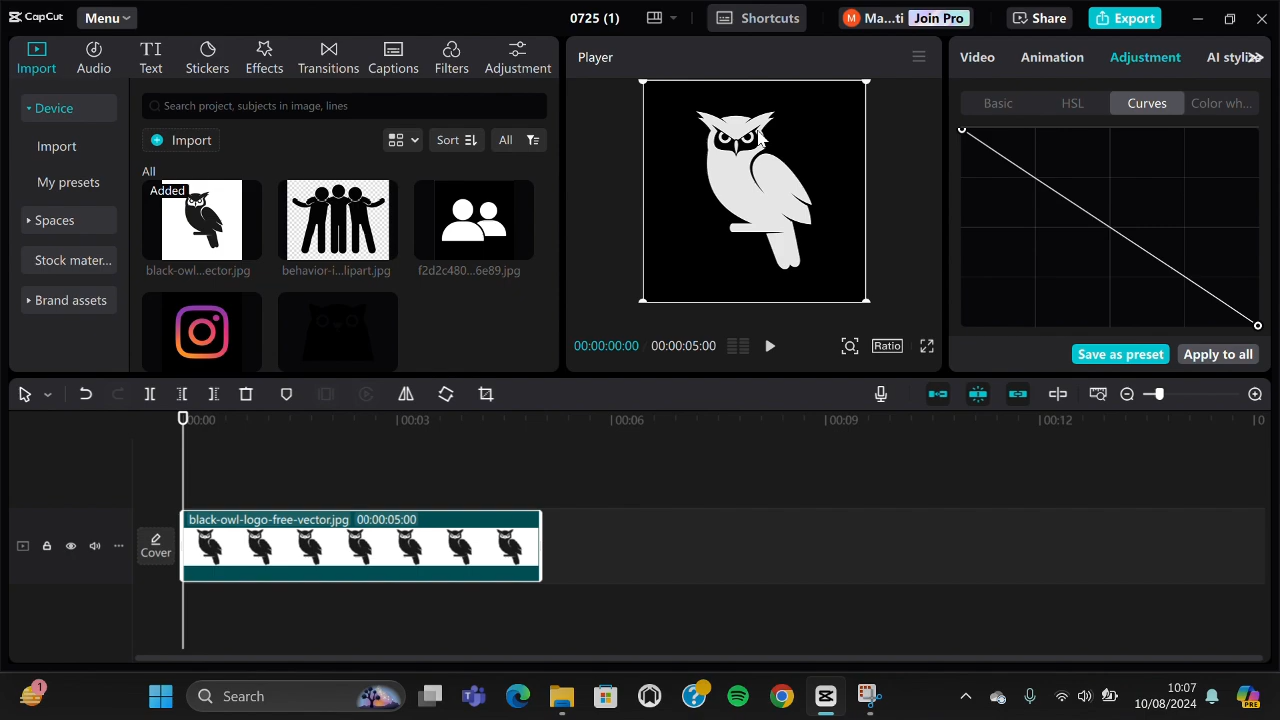 CapCut
Menu
0725 (1)
Shortcuts
M Ma...ti Join Pro
Share
Export
Import
Audio
Text
Sticker
Effects
Transitions
Captions
Filters
Adjustment
Device
Import
My presets
Spaces
Stock mater...
Brand assets
Search project, subjects in image, lines
Import
Sort
All
All
Added
black-owl...ector.jpg
behavior-i...lipart.jpg
f2d2c480...6e89.jpg
Player
00:00:00:00
00:00:05:00
Ratio
Video
Animation
Adjustment
AI styli
Basic
HSL
Curves
Color wh...
Save as preset
Apply to all
00:00
00:03
00:06
00:09
00:12
0
Cover
black-owl-logo-free-vector.jpg 00:00:05:00
1
Search
10:07
10/08/2024
PRE